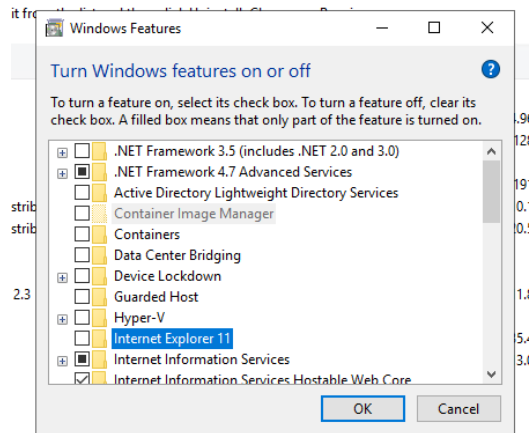 it from
Windows Features
Turn Windows features on or off
To turn a feature on, select its check box. To turn a feature off, clear its
check box. A filled box means that only part of the feature is turned on.
.NET Framework 3.5 (includes .NET 2.0 and 3.0)
.NET Framework 4.7 Advanced Services
Active Directory Lightweight Directory Services
Container Image Manager
Containers
Data Center Bridging
Device Lockdown
2.3
Guarded Host
Hyper-V
Internet Explorer 11
Internet Information Services
Internet Information Services Hostable Web Core
OK
Cancel